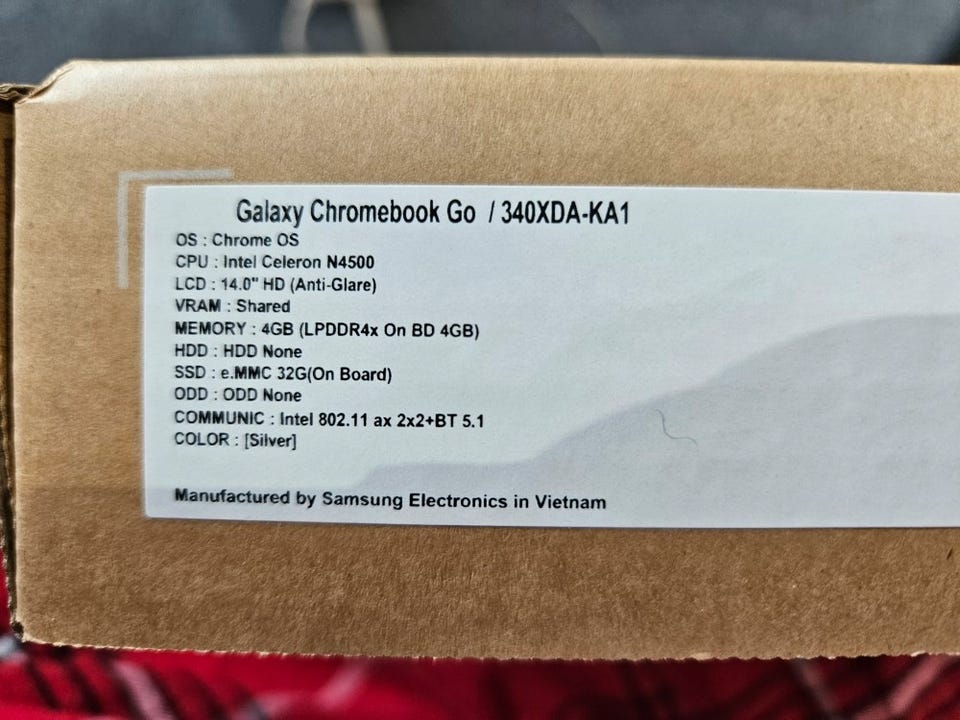 Galaxy Chromebook Go / 340XDA-KA1
OS : Chrome OS
CPU : Intel Celeron N4500
LCD : 14.0" HD (Anti-Glare)
VRAM : Shared
MEMORY : 4GB (LPDDR4x On BD 4GB)
HDD : HDD None
SSD : e.MMC 32G(On Board)
ODD : ODD None
COMMUNIC : Intel 802.11 ax 2x2+BT 5.1
COLOR : [Silver]
Manufactured by Samsung Electronics in Vietnam